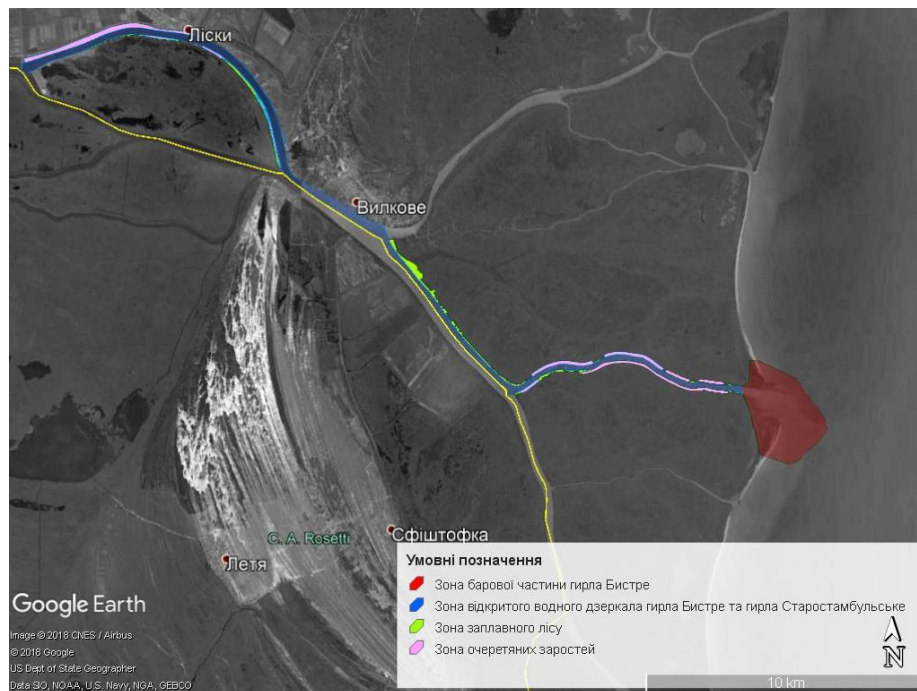 Ліски
Вилкове
Сфіштофка
C. A. Rosetti
Летя
Умовні позначення
Зона барової частини гирла Бистре
Зона відкритого водного дзеркала гирла Бистре та гирла Старостамбульське
Зона заплавного лісу
Зона очеретяних заростей
N
10 km
Google Earth
Image © 2018 CNES / Airbus
© 2018 Google
US Dept of State Geographer
Data SIO, NOAA, U.S. Navy, NGA, GEBCO